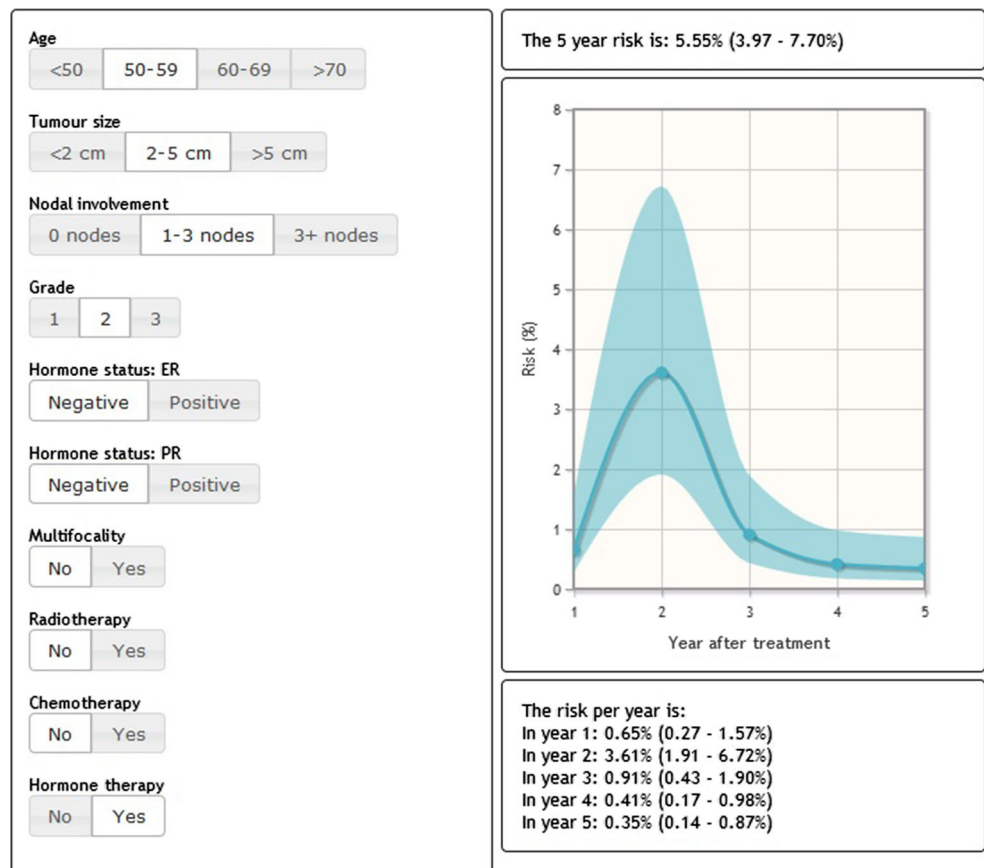 Age
<50 50-59 60-69 >70
Tumour size
<2 cm 2-5 cm >5 cm
Nodal involvement
0 nodes 1-3 nodes 3+ nodes
Grade
1 2 3
Hormone status: ER
Negative Positive
Hormone status: PR
Negative Positive
Multifocality
No Yes
Radiotherapy
No Yes
Chemotherapy
No Yes
Hormone therapy
No Yes
The 5 year risk is: 5.55% (3.97 - 7.70%)
8
7
6
5
4
3
2
1
0
Risk (%)
1 2 3 4 5
Year after treatment
The risk per year is:
In year 1: 0.65% (0.27 - 1.57%)
In year 2: 3.61% (1.91 - 6.72%)
In year 3: 0.91% (0.43 - 1.90%)
In year 4: 0.41% (0.17 - 0.98%)
In year 5: 0.35% (0.14 - 0.87%)